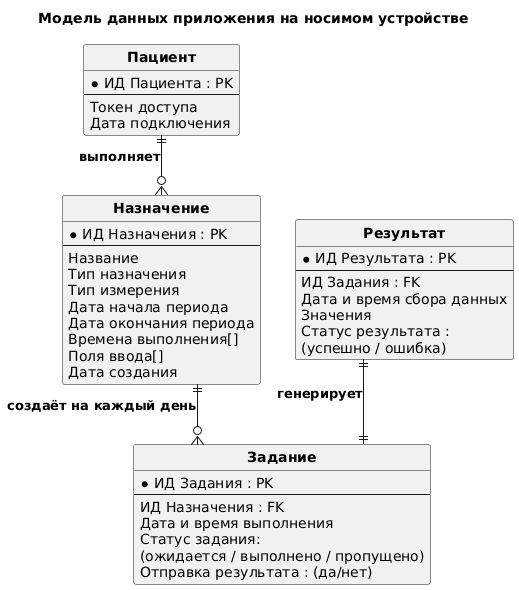 Модель данных приложения на носимом устройстве
Пациент
* ИД Пациента : PK
Токен доступа
Дата подключения
выполняет
Назначение
* ИД Назначения : PK
Название
Тип назначения
Тип измерения
Дата начала периода
Дата окончания периода
Времена выполнения[]
Поля ввода[]
Дата создания
Результат
* ИД Результата : PK
ИД Задания : FK
Дата и время сбора данных
Значения
Статус результата :
(успешно / ошибка)
создаёт на каждый день
генерирует
Задание
* ИД Задания : PK
ИД Назначения : FK
Дата и время выполнения
Статус задания:
(ожидается / выполнено / пропущено)
Отправка результата : (да/нет)